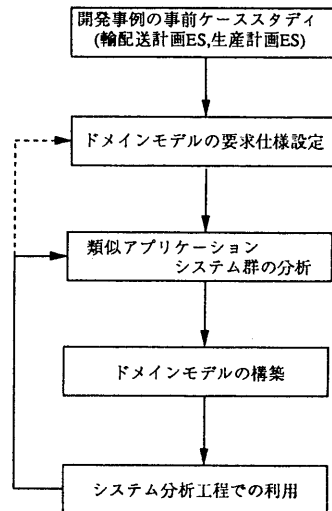 開発事例の事前ケーススタディ
(輸配送計画ES,生産計画ES)
ドメインモデルの要求仕様設定
類似アプリケーション
システム群の分析
ドメインモデルの構築
システム分析工程での利用